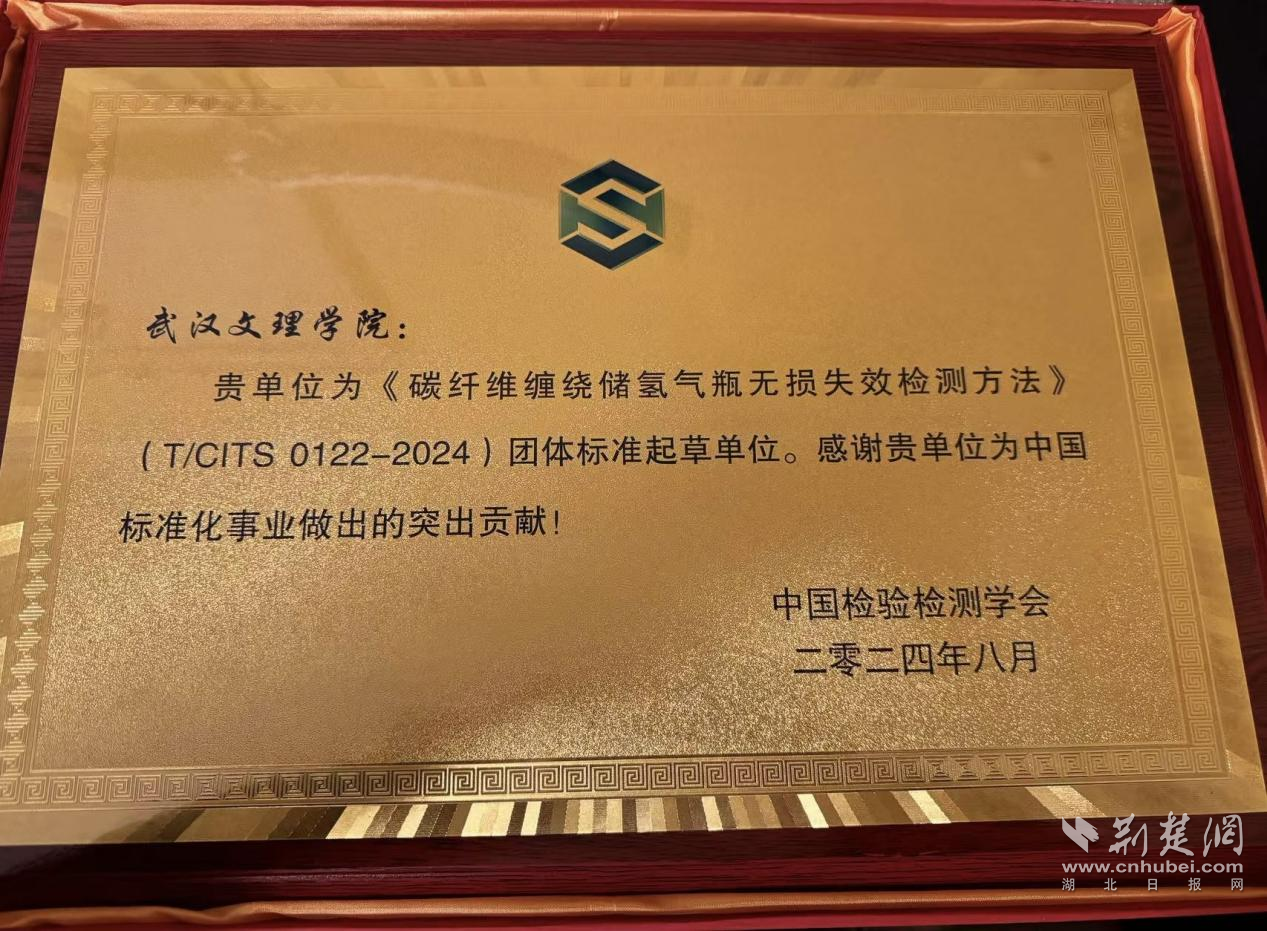 S
武汉文理学院：
贵单位为《碳纤维缠绕储氢气瓶无损失效检测方法》
（T/CITS 0122-2024）团体标准起草单位。感谢贵单位为中国
标准化事业做出的突出贡献！
中国检验检测学会
二零二四年八月
荆楚網
www.cnhubei.com
湖北日报网